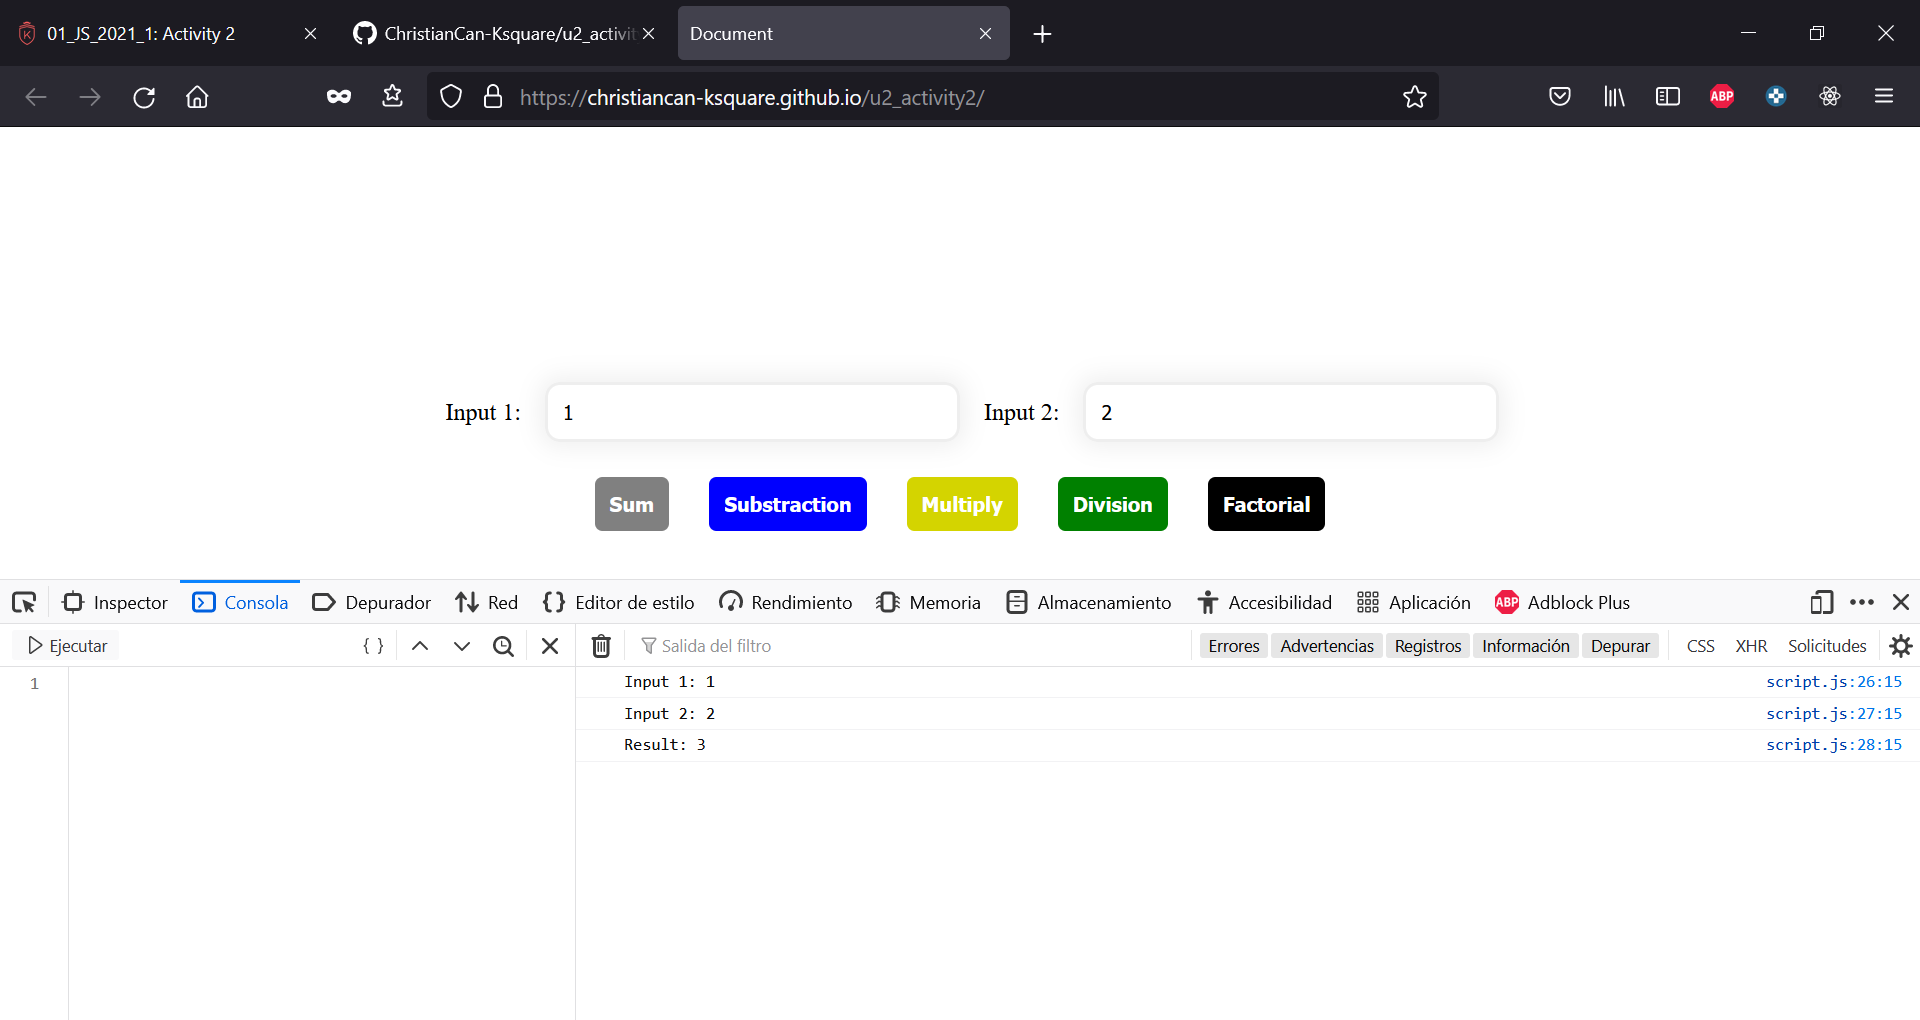 01_JS_2021_1: Activity 2
ChristianCan-Ksquare/u2_activit
Document
https://christiancan-ksquare.github.io/u2_activity2/
ABP
Input 1: 1 Input 2: 2
Sum Substraction Multiply Division Factorial
Inspector Consola Depurador Red Editor de estilo Rendimiento Memoria Almacenamiento Accesibilidad Aplicación ABP Adblock Plus
Ejecutar { } Salida del filtro Errores Advertencias Registros Información Depurar CSS XHR Solicitudes
1
Input 1: 1 script.js:26:15
Input 2: 2 script.js:27:15
Result: 3 script.js:28:15